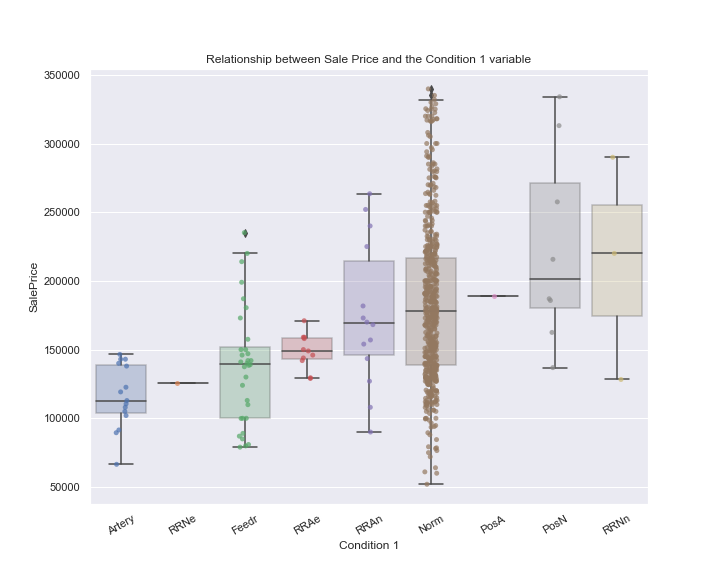 Relationship between Sale Price and the Condition 1 variable
350000
300000
250000
200000
150000
100000
50000
SalePrice
Artery
RRNe
Feedr
RRAe
RRAn
Norm
PosA
PosN
RRNn
Condition 1